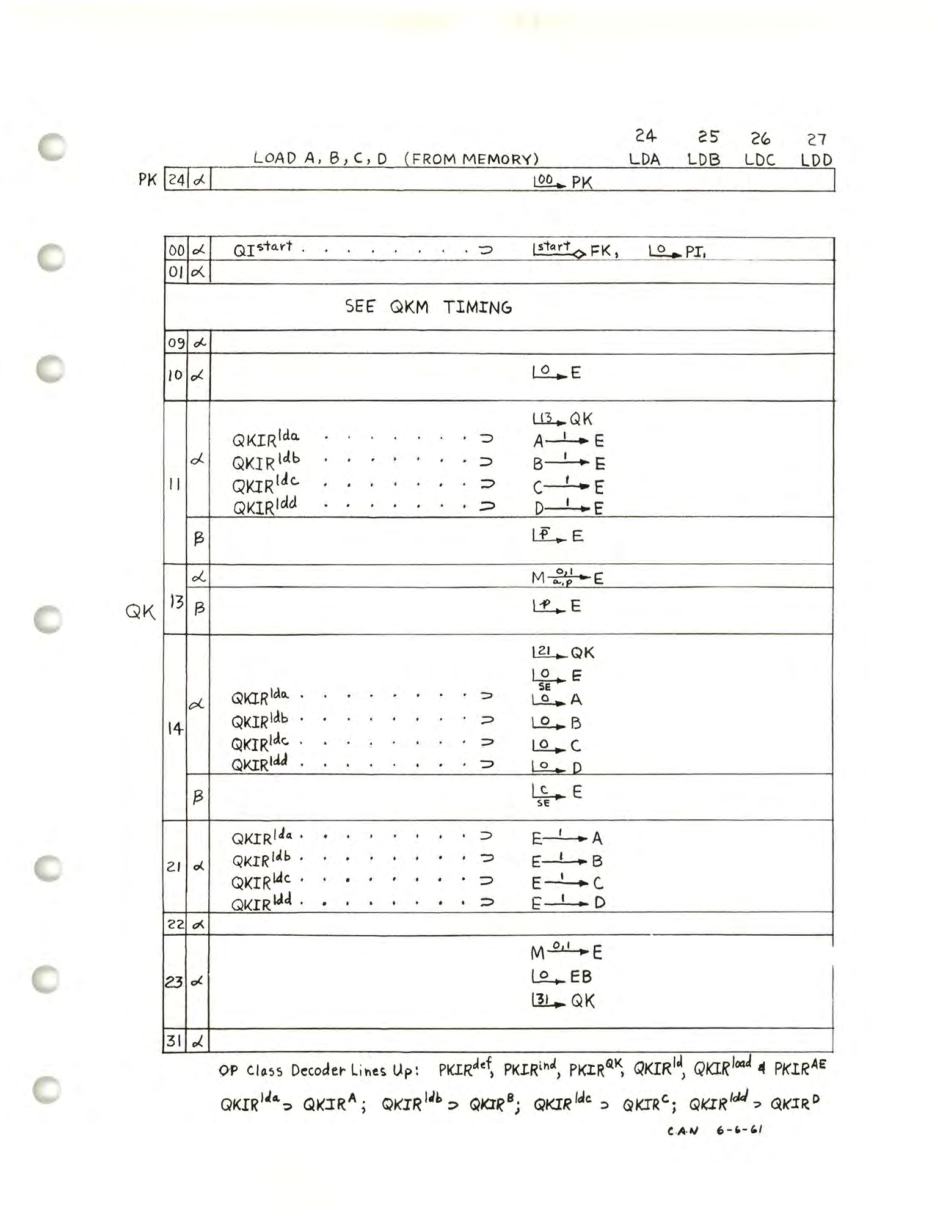 24 25 26 27
LOAD A, B, C, D (FROM MEMORY) LDA LDB LDC LDD
PK 24 α |00→ PK
00 α QI^start . . . . . . . . ⊃ |start→ FK, |0→ PI₁
01 α
SEE QKM TIMING
09 α
10 α |0→ E
|13→ QK
QKIR^lda . . . . . . . ⊃ A —1→ E
α QKIR^ldb . . . . . . . ⊃ B —1→ E
11 QKIR^ldc . . . . . . . ⊃ C —1→ E
QKIR^ldd . . . . . . . ⊃ D —1→ E
β |p̅→ E
α M —0,1/a,p→ E
QK 13 β |p→ E
|21→ QK
|0/SE→ E
α QKIR^lda . . . . . . . . ⊃ |0→ A
QKIR^ldb . . . . . . . . ⊃ |0→ B
14 QKIR^ldc . . . . . . . . ⊃ |0→ C
QKIR^ldd . . . . . . . . ⊃ |0→ D
β |c/SE→ E
QKIR^lda . . . . . . . . ⊃ E —1→ A
21 α QKIR^ldb . . . . . . . . ⊃ E —1→ B
QKIR^ldc . . . . . . . . ⊃ E —1→ C
QKIR^ldd . . . . . . . . ⊃ E —1→ D
22 α
M —0,1→ E
23 α |0→ EB
|31→ QK
31 α
OP Class Decoder Lines Up: PKIR^def, PKIR^ind, PKIR^QK, QKIR^ld, QKIR^load & PKIR^AE
QKIR^lda ⊃ QKIR^A; QKIR^ldb ⊃ QKIR^B; QKIR^ldc ⊃ QKIR^C; QKIR^ldd ⊃ QKIR^D
CAN 6-6-61